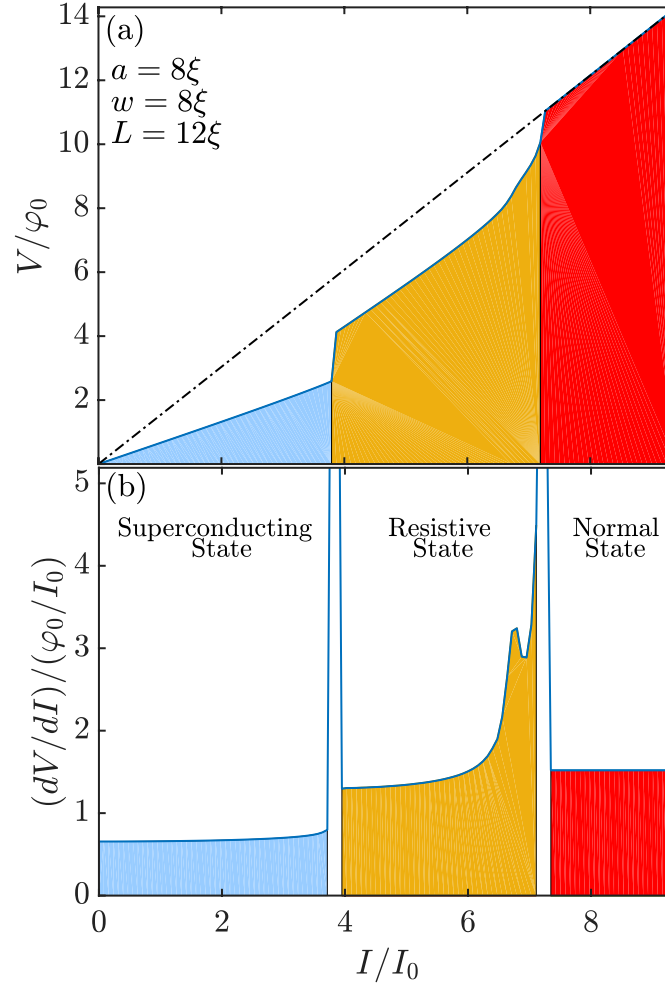 14
12
10
8
6
4
2
V/φ₀
(a)
a = 8ξ
w = 8ξ
L = 12ξ
5
4
3
2
1
0
(dV/dI)/(φ₀/I₀)
(b)
Superconducting State
Resistive State
Normal State
0 2 4 6 8
I/I₀